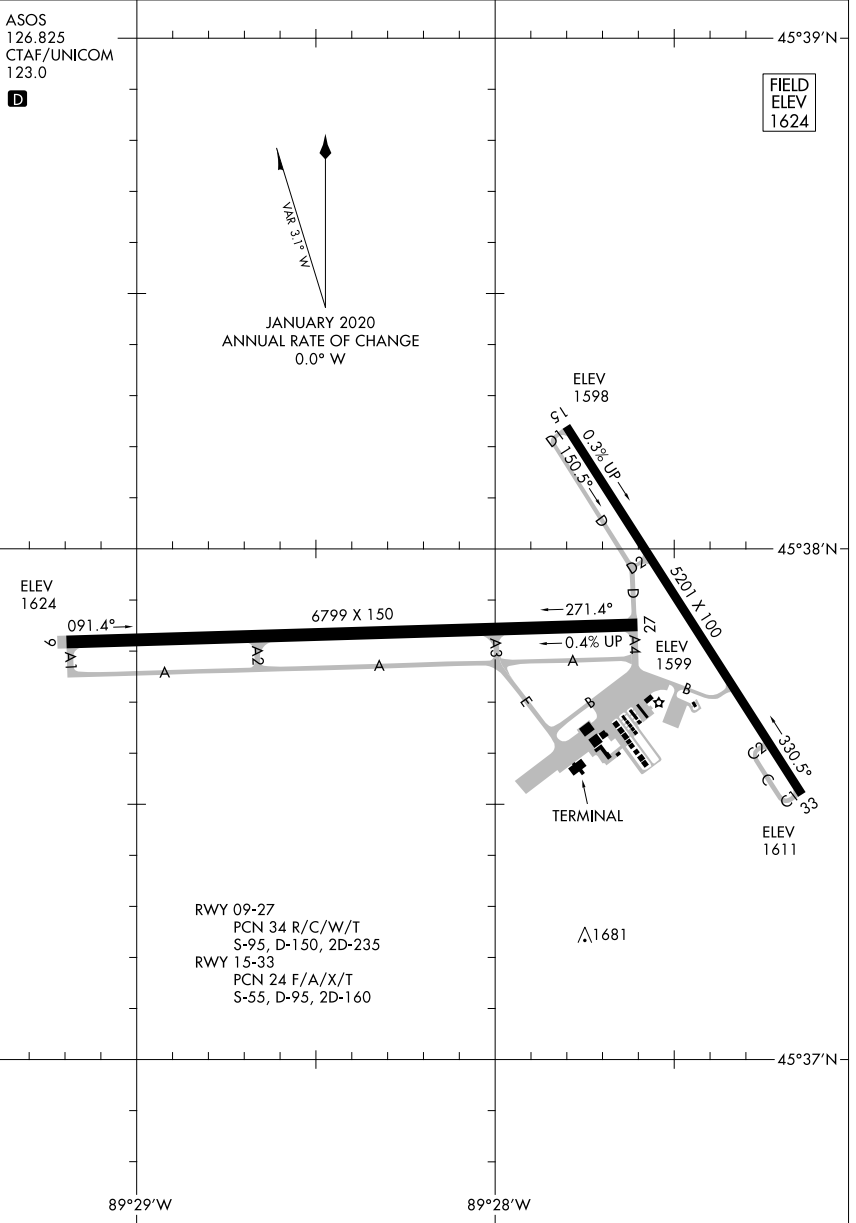 ASOS
126.825
CTAF/UNICOM
123.0
D
45°39'N
FIELD
ELEV
1624
VAR 3.1° W
JANUARY 2020
ANNUAL RATE OF CHANGE
0.0° W
ELEV
1598
15
D1
0.3% UP
150.5°
D
45°38'N
D2
D
5201 X 100
ELEV
1624
091.4°
6799 X 150
271.4°
9
27
0.4% UP
A1
A2
A3
A4
ELEV
1599
A
A
A
E
B
B
330.5°
C2
C
C1
33
TERMINAL
ELEV
1611
RWY 09-27
PCN 34 R/C/W/T
S-95, D-150, 2D-235
RWY 15-33
PCN 24 F/A/X/T
S-55, D-95, 2D-160
1681
45°37'N
89°29'W
89°28'W